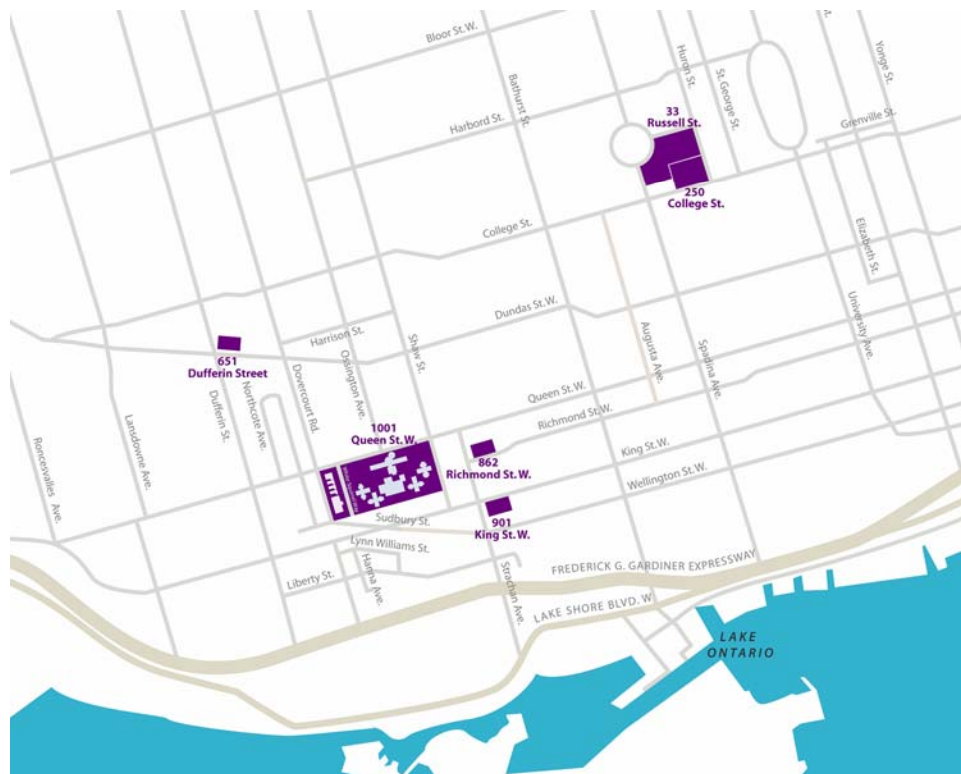 Bloor St. W.
Bathurst St.
Huron St.
St. George St.
Yonge St.
Harbord St.
33
Russell St.
Grenville St.
250
College St.
College St.
Elizabeth St.
Dundas St. W.
University Ave.
Harrison St.
Shaw St.
Augusta Ave.
Spadina Ave.
651
Dufferin Street
Ossington Ave.
Dovercourt Rd.
Northcote Ave.
Dufferin St.
Lansdowne Ave.
Roncesvalles Ave.
Queen St. W.
Richmond St. W.
1001
Queen St. W.
862
Richmond St. W.
King St. W.
Wellington St. W.
901
King St. W.
Sudbury St.
Lynn Williams St.
Liberty St.
Hanna Ave.
Strachan Ave.
FREDERICK G. GARDINER EXPRESSWAY
LAKE SHORE BLVD. W
LAKE
ONTARIO